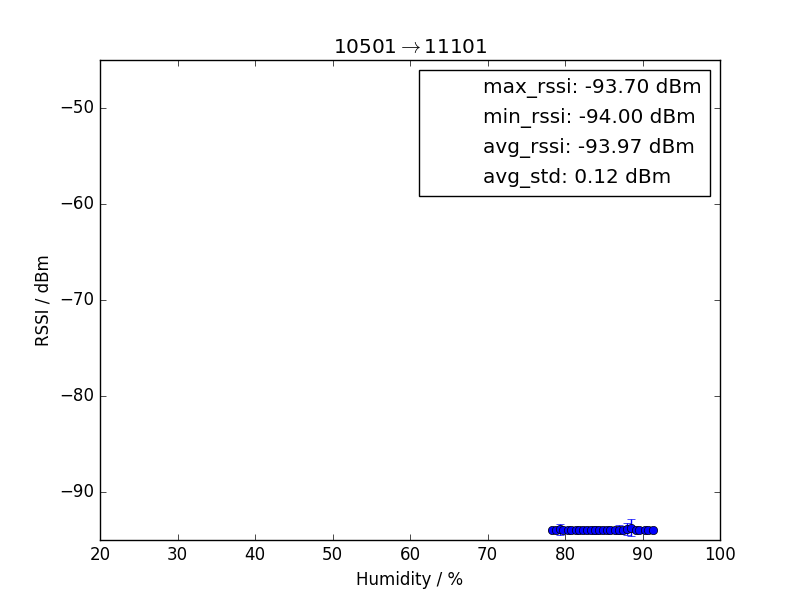 10501→11101
max_rssi: -93.70 dBm
min_rssi: -94.00 dBm
avg_rssi: -93.97 dBm
avg_std: 0.12 dBm
RSSI / dBm
−50
−60
−70
−80
−90
20 30 40 50 60 70 80 90 100
Humidity / %